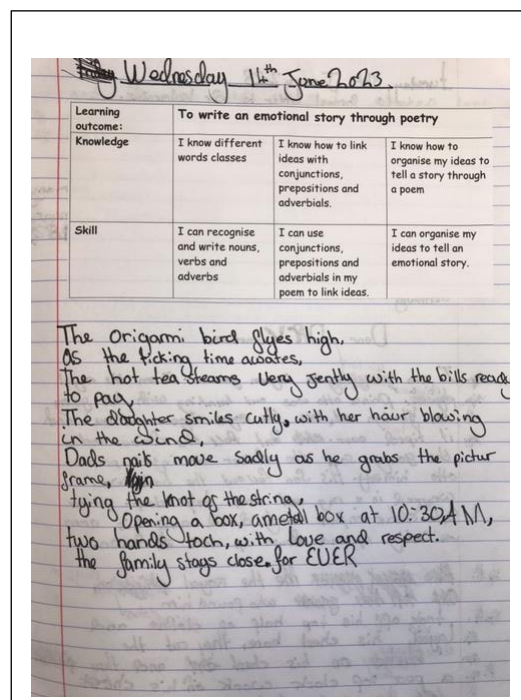 Wednesday 14th June 2023.
Learning outcome: To write an emotional story through poetry
Knowledge
I know different words classes
I know how to link ideas with conjunctions, prepositions and adverbials.
I know how to organise my ideas to tell a story through a poem
Skill
I can recognise and write nouns, verbs and adverbs
I can use conjunctions, prepositions and adverbials in my poem to link ideas.
I can organise my ideas to tell an emotional story.
The origami bird flyes high,
as the ticking time awates,
The hot tea steams very jently with the bills ready
to pay,
The daughter smiles cutly, with her hair blowing
in the wind,
Dads move sadly as he grabs the pictur
frame,
tying the knot of the string,
Opening a box, a metal box at 10:30AM,
two hands toch, with love and respect.
the family stays close. for EVER